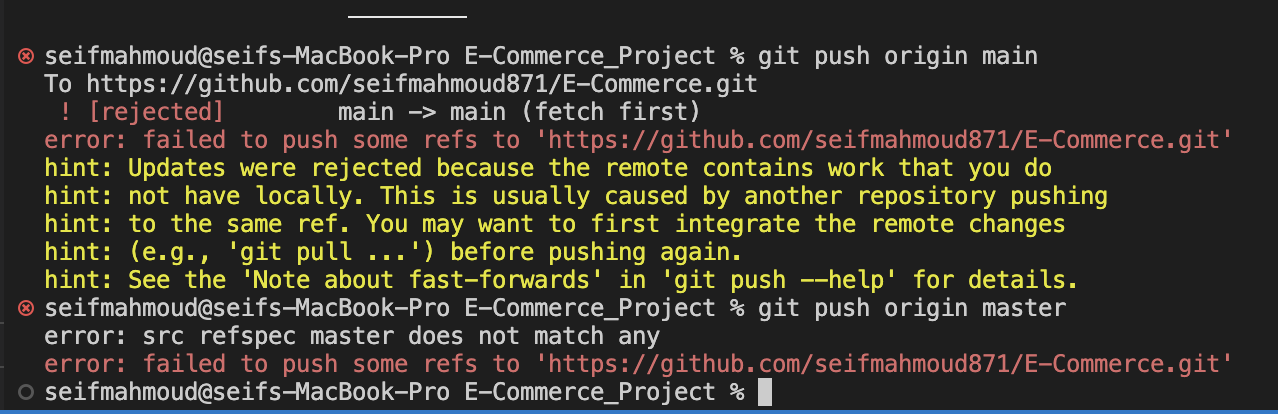 seifmahmoud@seifs-MacBook-Pro E-Commerce_Project % git push origin main
To https://github.com/seifmahmoud871/E-Commerce.git
 ! [rejected]        main -> main (fetch first)
error: failed to push some refs to 'https://github.com/seifmahmoud871/E-Commerce.git'
hint: Updates were rejected because the remote contains work that you do
hint: not have locally. This is usually caused by another repository pushing
hint: to the same ref. You may want to first integrate the remote changes
hint: (e.g., 'git pull ...') before pushing again.
hint: See the 'Note about fast-forwards' in 'git push --help' for details.
seifmahmoud@seifs-MacBook-Pro E-Commerce_Project % git push origin master
error: src refspec master does not match any
error: failed to push some refs to 'https://github.com/seifmahmoud871/E-Commerce.git'
seifmahmoud@seifs-MacBook-Pro E-Commerce_Project %